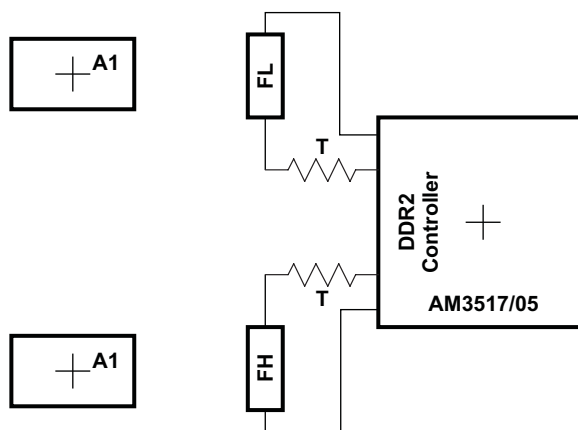 A1
FL
T
DDR2
Controller
T
AM3517/05
A1
FH